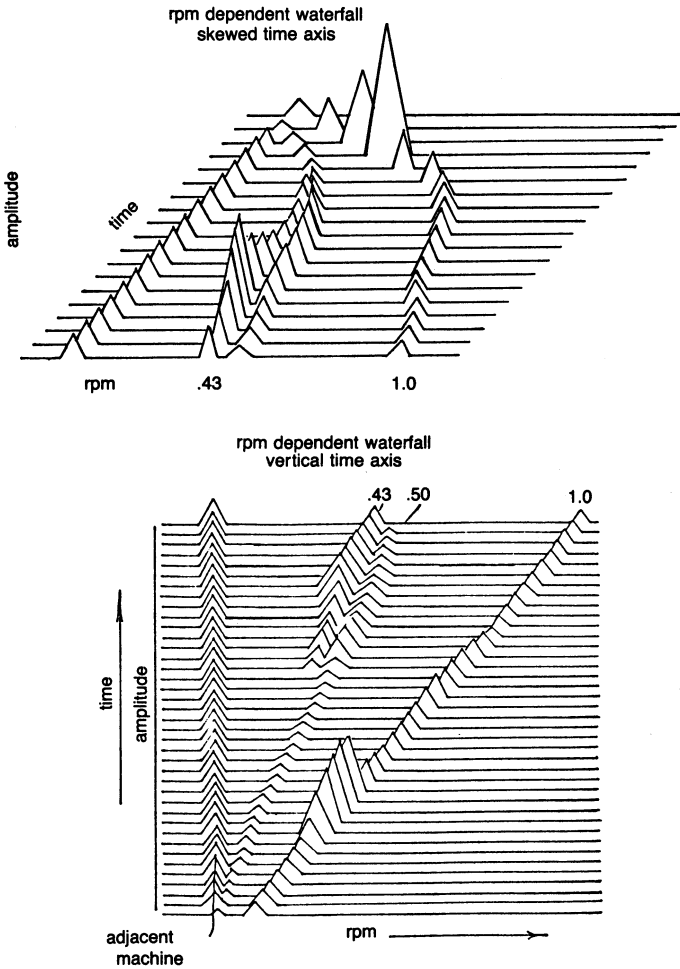 rpm dependent waterfall
skewed time axis
amplitude
time
rpm
.43
1.0
rpm dependent waterfall
vertical time axis
.43
.50
1.0
time
amplitude
rpm
adjacent
machine